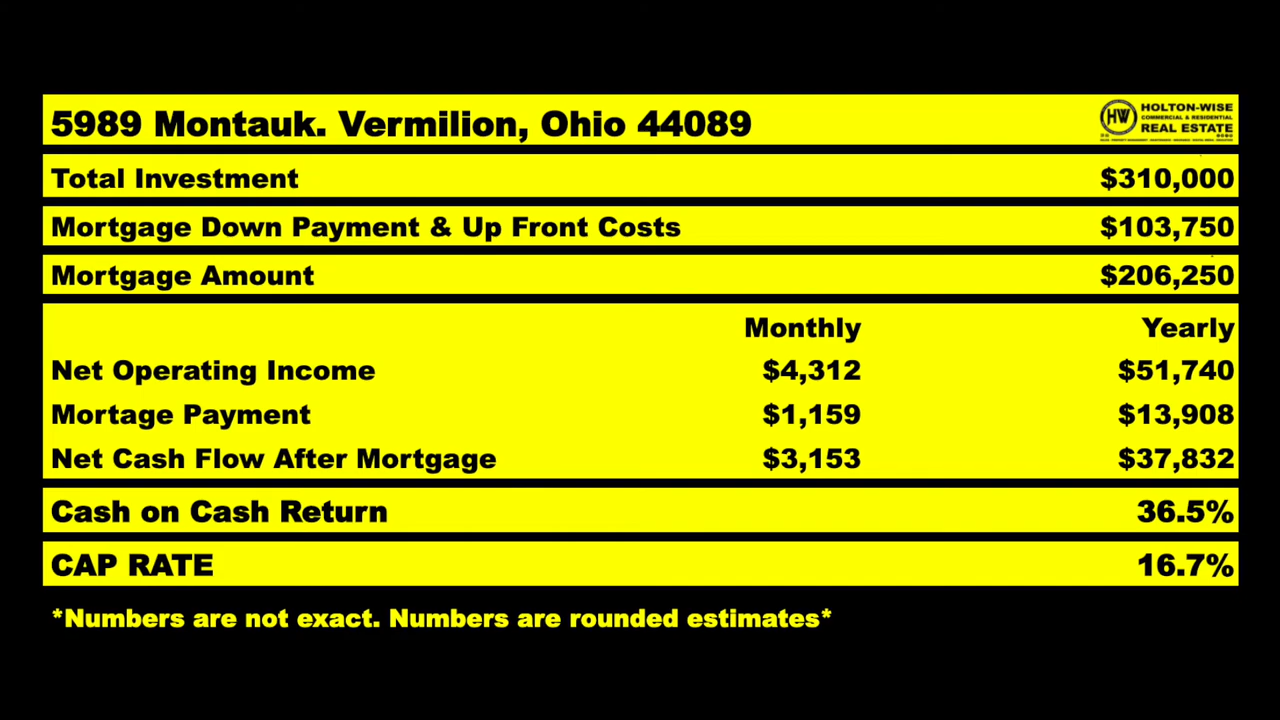 5989 Montauk. Vermilion, Ohio 44089
HW
HOLTON-WISE
COMMERCIAL & RESIDENTIAL
REAL ESTATE
Total Investment $310,000
Mortgage Down Payment & Up Front Costs $103,750
Mortgage Amount $206,250
Monthly Yearly
Net Operating Income $4,312 $51,740
Mortage Payment $1,159 $13,908
Net Cash Flow After Mortgage $3,153 $37,832
Cash on Cash Return 36.5%
CAP RATE 16.7%
*Numbers are not exact. Numbers are rounded estimates*